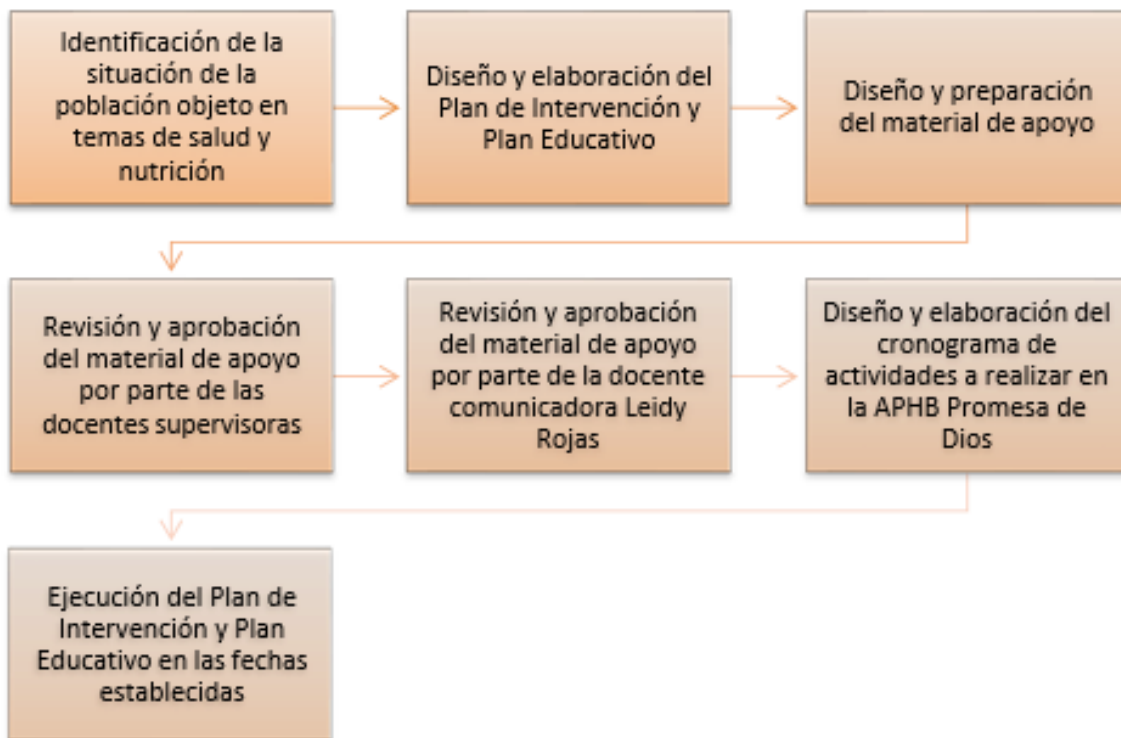 Identificación de la
situación de la
población objeto en
temas de salud y
nutrición
Diseño y elaboración del
Plan de Intervención y
Plan Educativo
Diseño y preparación
del material de apoyo
Revisión y aprobación
del material de apoyo
por parte de las
docentes supervisoras
Revisión y aprobación
del material de apoyo
por parte de la docente
comunicadora Leidy
Rojas
Diseño y elaboración del
cronograma de
actividades a realizar en
la APHB Promesa de
Dios
Ejecución del Plan de
Intervención y Plan
Educativo en las fechas
establecidas